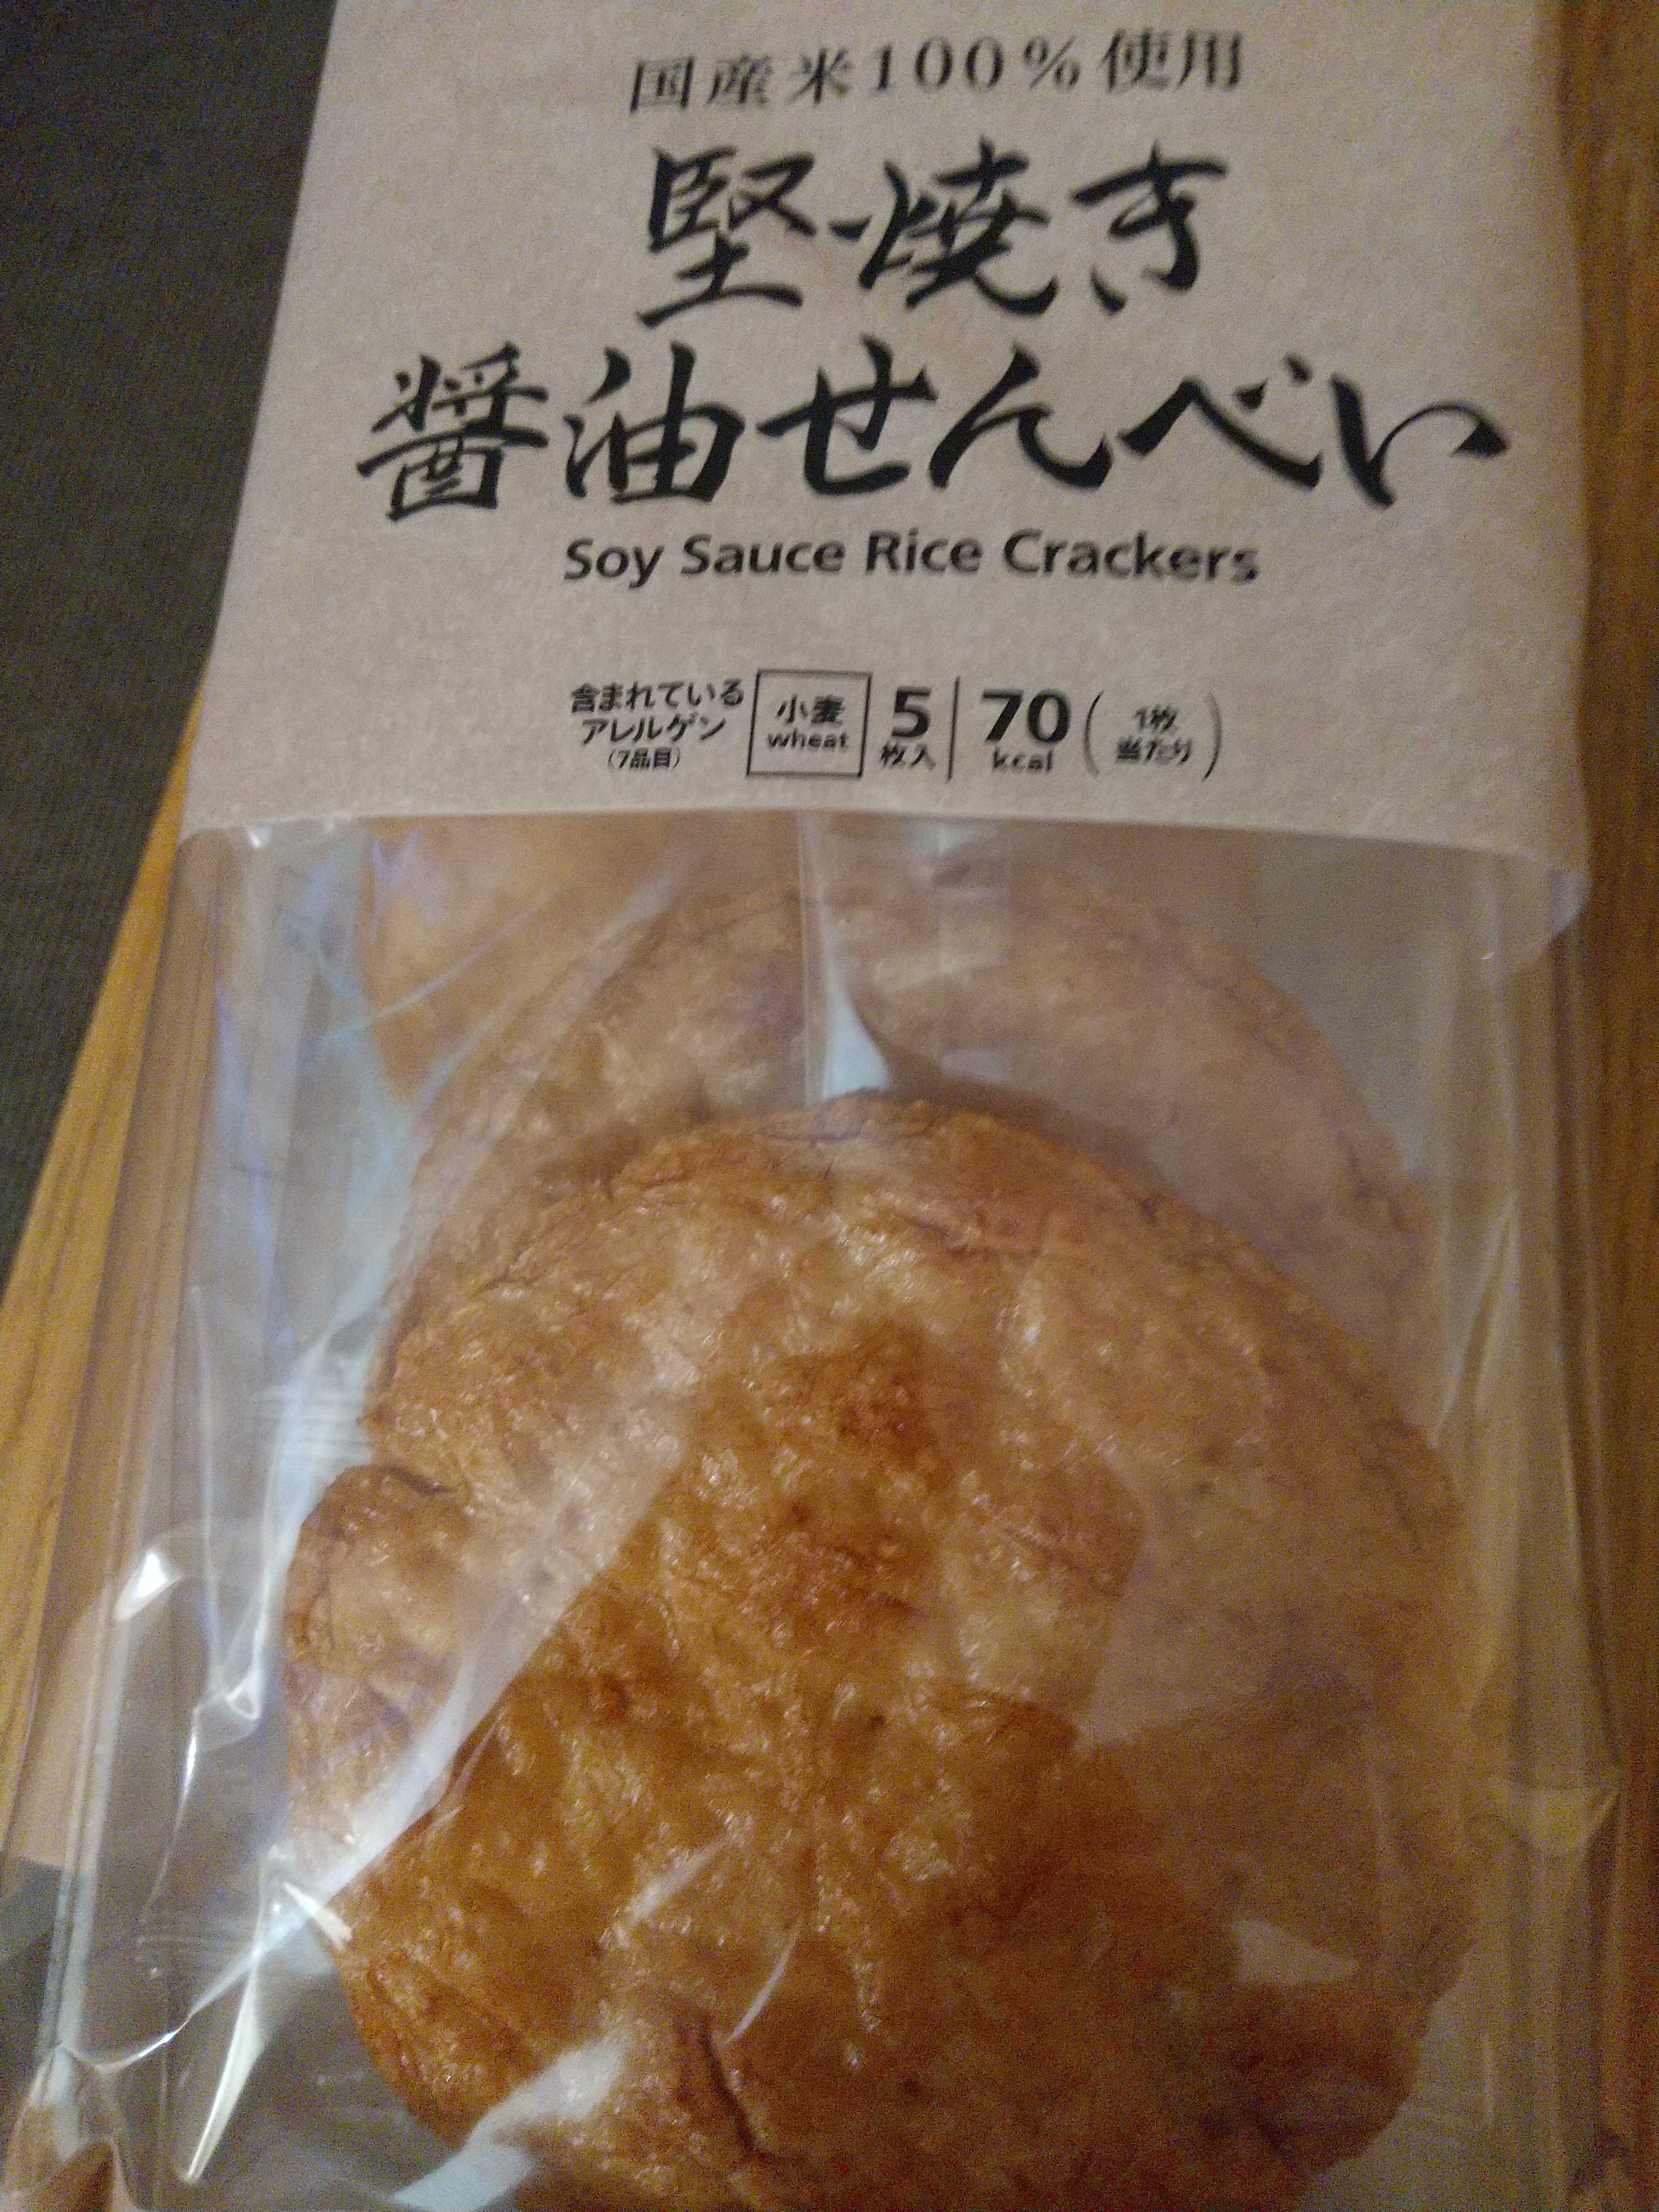 国産米100%使用
堅焼き
醤油せんべい
Soy Sauce Rice Crackers
含まれている
アレルゲン
(7品目)
小麦
wheat
5
枚入
70
kcal
(1枚
当たり)